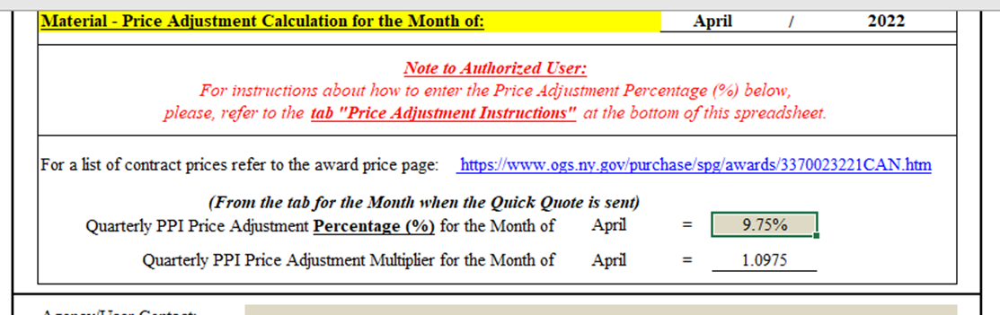 Material - Price Adjustment Calculation for the Month of: April / 2022
Note to Authorized User:
For instructions about how to enter the Price Adjustment Percentage (%) below,
please, refer to the tab "Price Adjustment Instructions" at the bottom of this spreadsheet.
For a list of contract prices refer to the award price page: https://www.ogs.ny.gov/purchase/spg/awards/3370023221CAN.htm
(From the tab for the Month when the Quick Quote is sent)
Quarterly PPI Price Adjustment Percentage (%) for the Month of April = 9.75%
Quarterly PPI Price Adjustment Multiplier for the Month of April = 1.0975